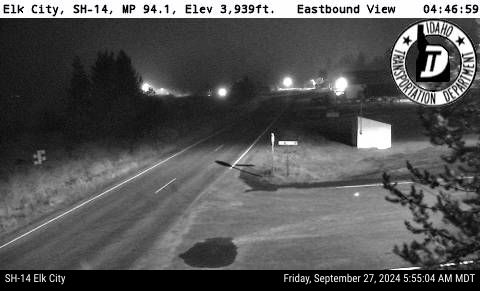 Elk City, SH-14, MP 94.1, Elev 3,939ft. Eastbound View 04:46:59
IDAHO
TRANSPORTATION DEPARTMENT
SH-14 Elk City Friday, September 27, 2024 5:55:04 AM MDT